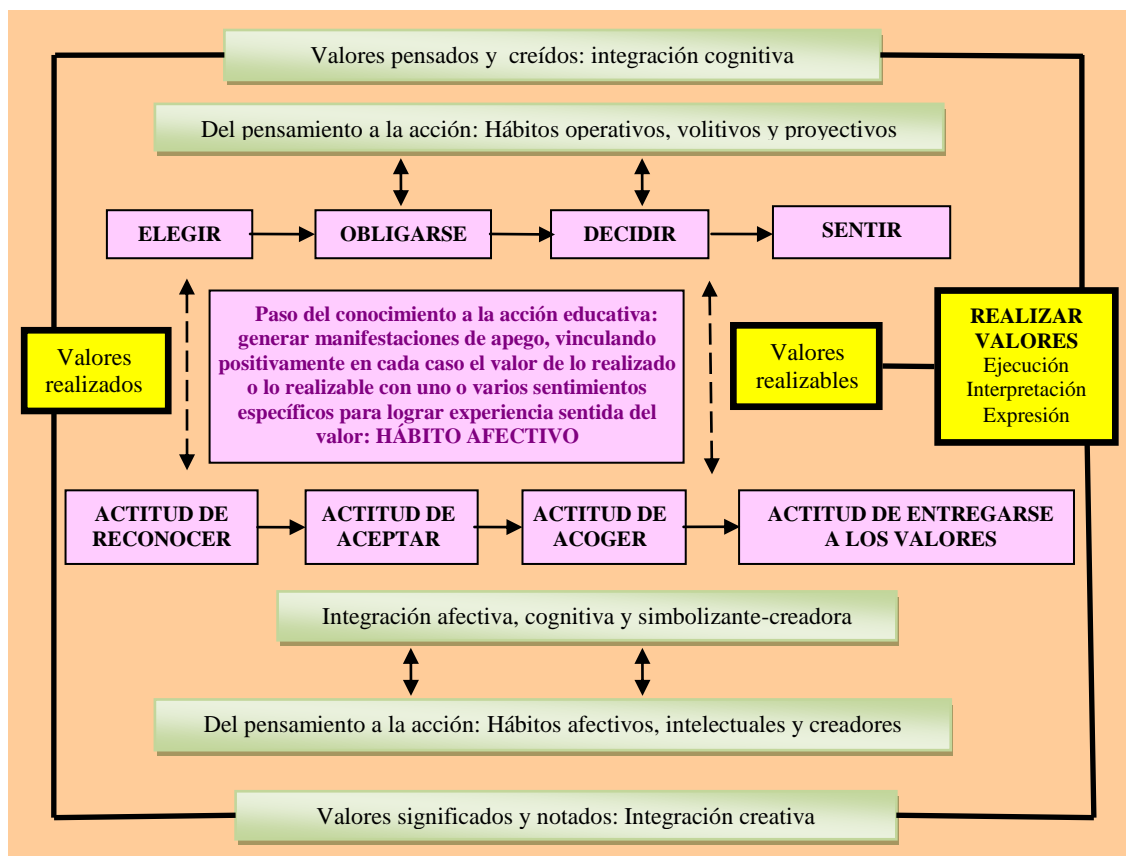 Valores pensados y creídos: integración cognitiva
Del pensamiento a la acción: Hábitos operativos, volitivos y proyectivos
ELEGIR
OBLIGARSE
DECIDIR
SENTIR
Valores
realizados
Paso del conocimiento a la acción educativa:
generar manifestaciones de apego, vinculando
positivamente en cada caso el valor de lo realizado
o lo realizable con uno o varios sentimientos
específicos para lograr experiencia sentida del
valor: HÁBITO AFECTIVO
Valores
realizables
REALIZAR
VALORES
Ejecución
Interpretación
Expresión
ACTITUD DE
RECONOCER
ACTITUD DE
ACEPTAR
ACTITUD DE
ACOGER
ACTITUD DE ENTREGARSE
A LOS VALORES
Integración afectiva, cognitiva y simbolizante-creadora
Del pensamiento a la acción: Hábitos afectivos, intelectuales y creadores
Valores significados y notados: Integración creativa